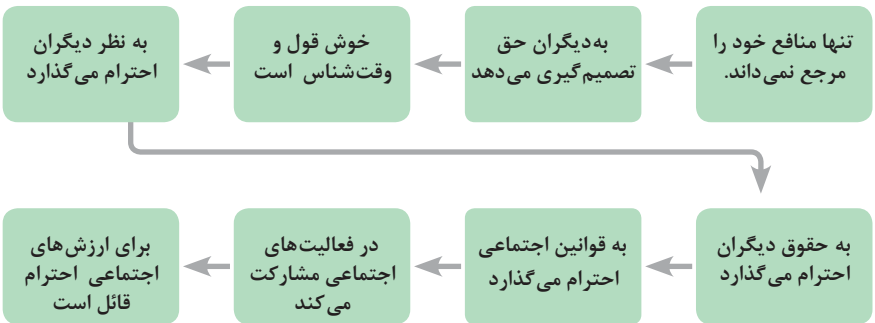 تنها منافع خود را
مرجع نمی‌داند.
به‌دیگران حق
تصمیم‌گیری می‌دهد
خوش قول و
وقت‌شناس است
به نظر دیگران
احترام می‌گذارد
به حقوق دیگران
احترام می‌گذارد
به قوانین اجتماعی
احترام می‌گذارد
در فعالیت‌های
اجتماعی مشارکت
می‌کند
برای ارزش‌های
اجتماعی احترام
قائل است